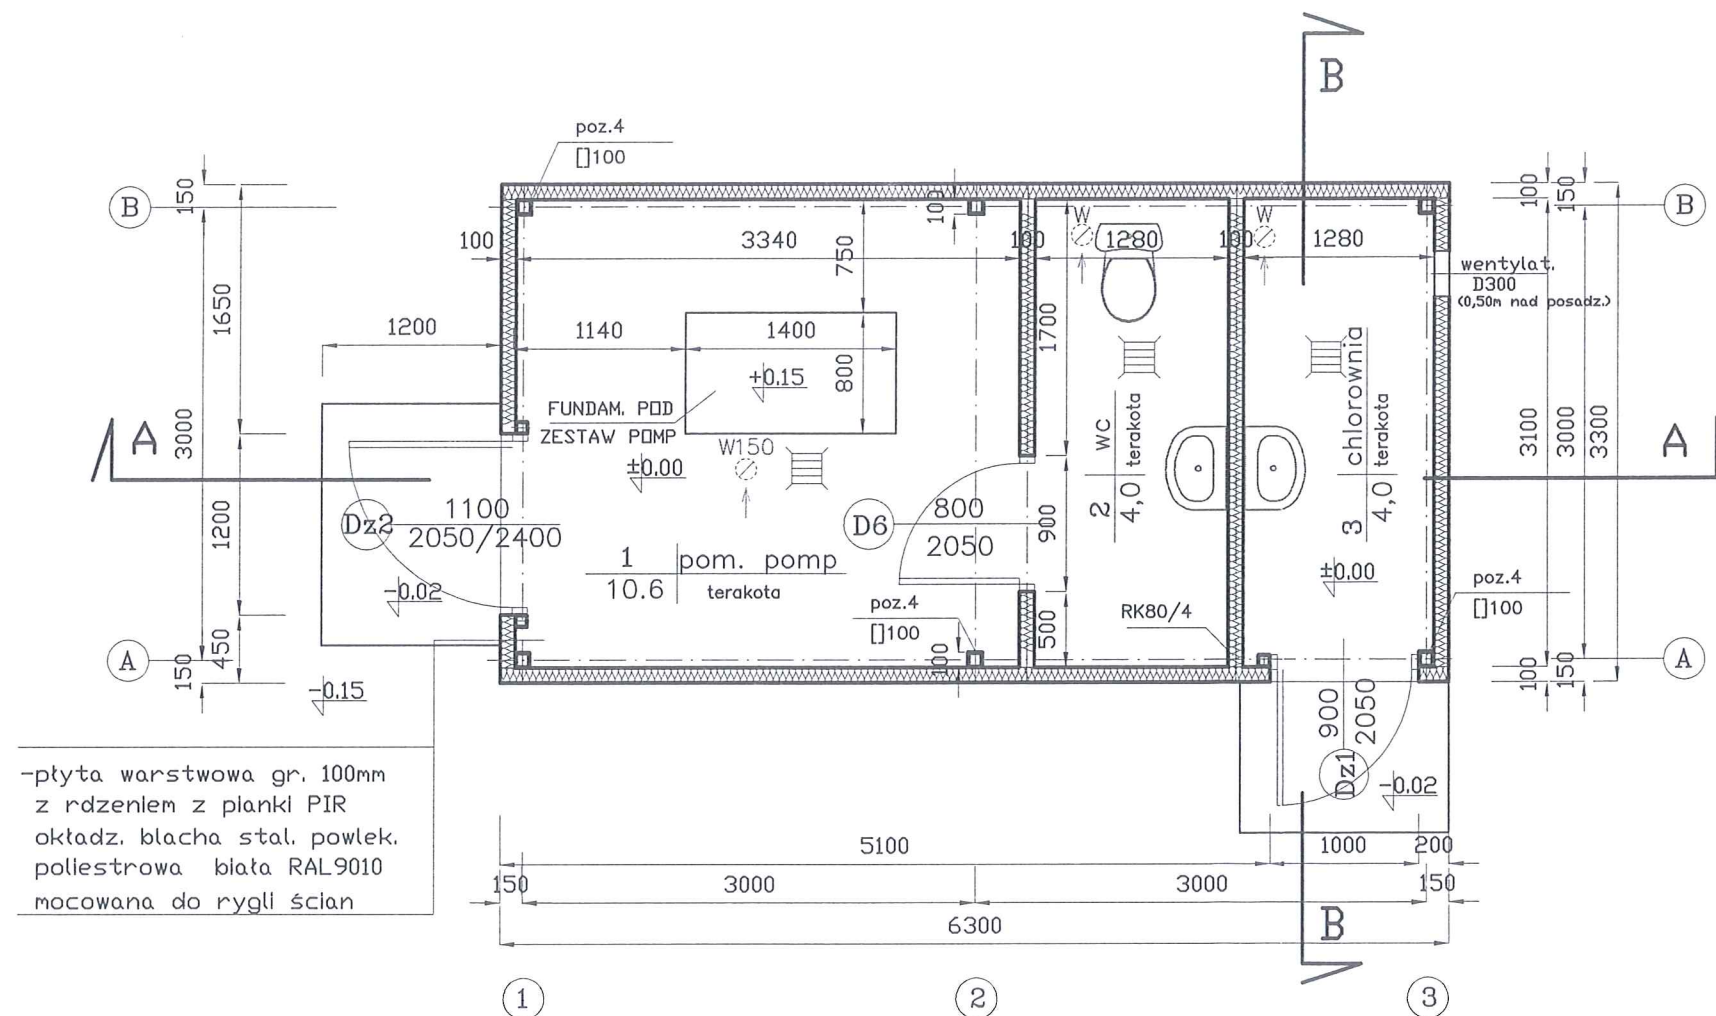 B
poz.4
[]100
150
B
100
3340
100
750
100
W
1280
100
W
1280
100
150
B
wentylat.
D300
(0,50m nad posadz.)
1650
1200
1140
1400
800
+0.15
1700
3000
FUNDAM. POD
ZESTAW POMP
W150
±0.00
A
2
WC
4,0
terakota
3
chlorownia
4,0
terakota
3100
3000
3300
A
1200
Dz2
1100
2050/2400
D6
800
2050
900
1
pom. pomp
10.6
terakota
-0.02
±0.00
poz.4
[]100
poz.4
[]100
RK80/4
500
100
A
450
150
-0.15
100
150
A
900
2050
Dz1
-0.02
-płyta warstwowa gr. 100mm
z rdzeniem z pianki PIR
okładz. blacha stal. powlek.
poliestrowa biała RAL9010
mocowana do rygli ścian
5100
1000
200
150
3000
3000
150
6300
B
1
2
3